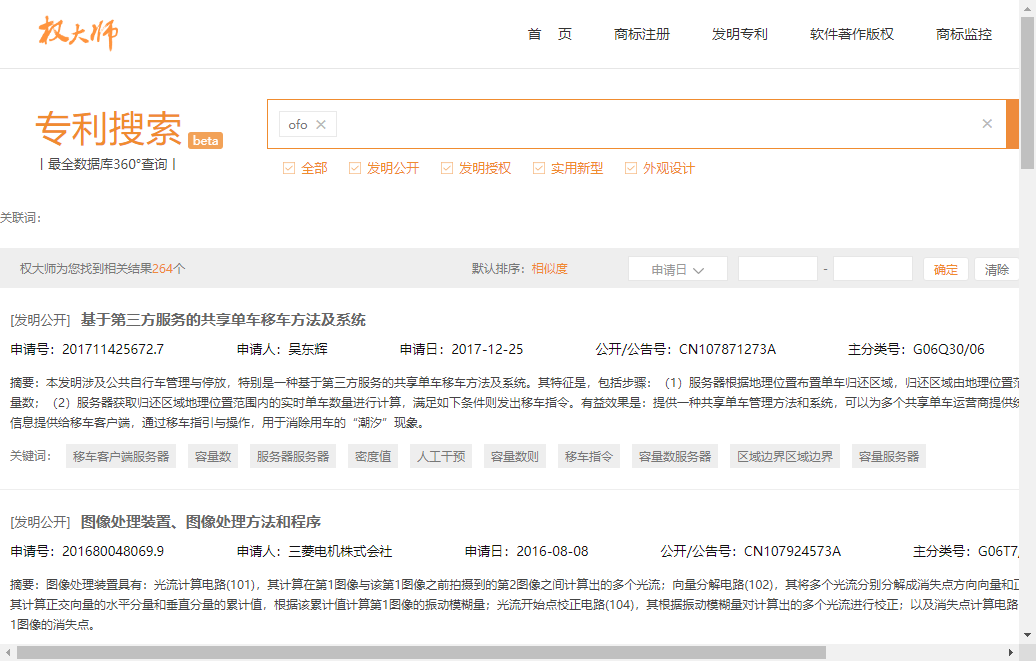 权大师
首 页 商标注册 发明专利 软件著作版权 商标监控
专利搜索 beta
| 最全数据库360°查询 |
ofo
全部 发明公开 发明授权 实用新型 外观设计
关联词：
权大师为您找到相关结果264个 默认排序：相似度 申请日 - 确定 清除
[发明公开] 基于第三方服务的共享单车移车方法及系统
申请号：201711425672.7 申请人：吴东辉 申请日：2017-12-25 公开/公告号：CN107871273A 主分类号：G06Q30/06
摘要：本发明涉及公共自行车管理与停放，特别是一种基于第三方服务的共享单车移车方法及系统。其特征是，包括步骤：（1）服务器根据地理位置布置单车归还区域，归还区域由地理位置范
量数；（2）服务器获取归还区域地理位置范围内的实时单车数量进行计算，满足如下条件则发出移车指令。有益效果是：提供一种共享单车管理方法和系统，可以为多个共享单车运营商提供统
信息提供给移车客户端，通过移车指引与操作，用于消除用车的“潮汐”现象。
关键词： 移车客户端服务器 容量数 服务器服务器 密度值 人工干预 容量数则 移车指令 容量数服务器 区域边界区域边界 容量服务器
[发明公开] 图像处理装置、图像处理方法和程序
申请号：201680048069.9 申请人：三菱电机株式会社 申请日：2016-08-08 公开/公告号：CN107924573A 主分类号：G06T7
摘要：图像处理装置具有：光流计算电路(101)，其计算在第1图像与该第1图像之前拍摄到的第2图像之间计算出的多个光流；向量分解电路(102)，其将多个光流分别分解成消失点方向向量和正
其计算正交向量的水平分量和垂直分量的累计值，根据该累计值计算第1图像的振动模糊量；光流开始点校正电路(104)，其根据振动模糊量对计算出的多个光流进行校正；以及消失点计算电路
1图像的消失点。